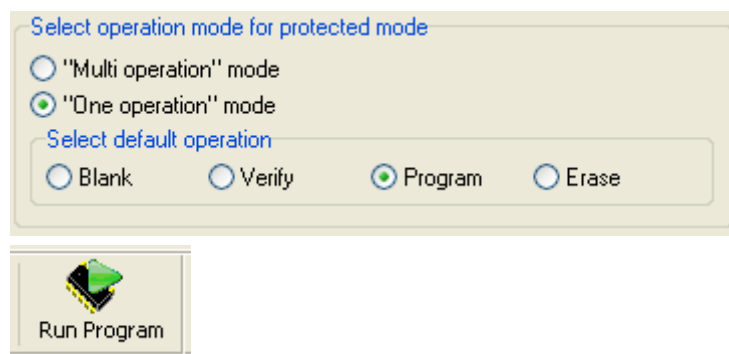 Select operation mode for protected mode
"Multi operation" mode
"One operation" mode
Select default operation
Blank Verify Program Erase
Run Program